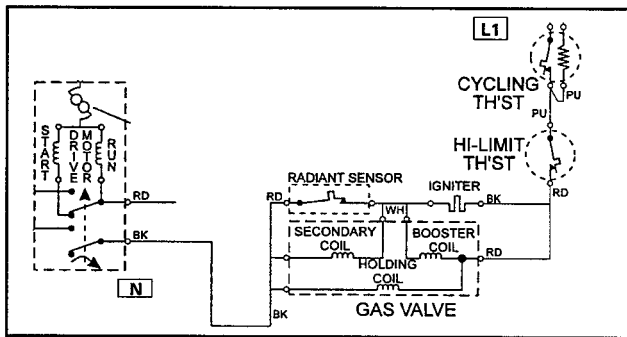 L1
CYCLING
TH'ST
PU
PU
HI-LIMIT
TH'ST
RD
START
DRIVE
MOTOR
RUN
RD
BK
N
RADIANT SENSOR
IGNITER
RD
WH
BK
SECONDARY
COIL
BOOSTER
COIL
RD
HOLDING
COIL
BK
GAS VALVE